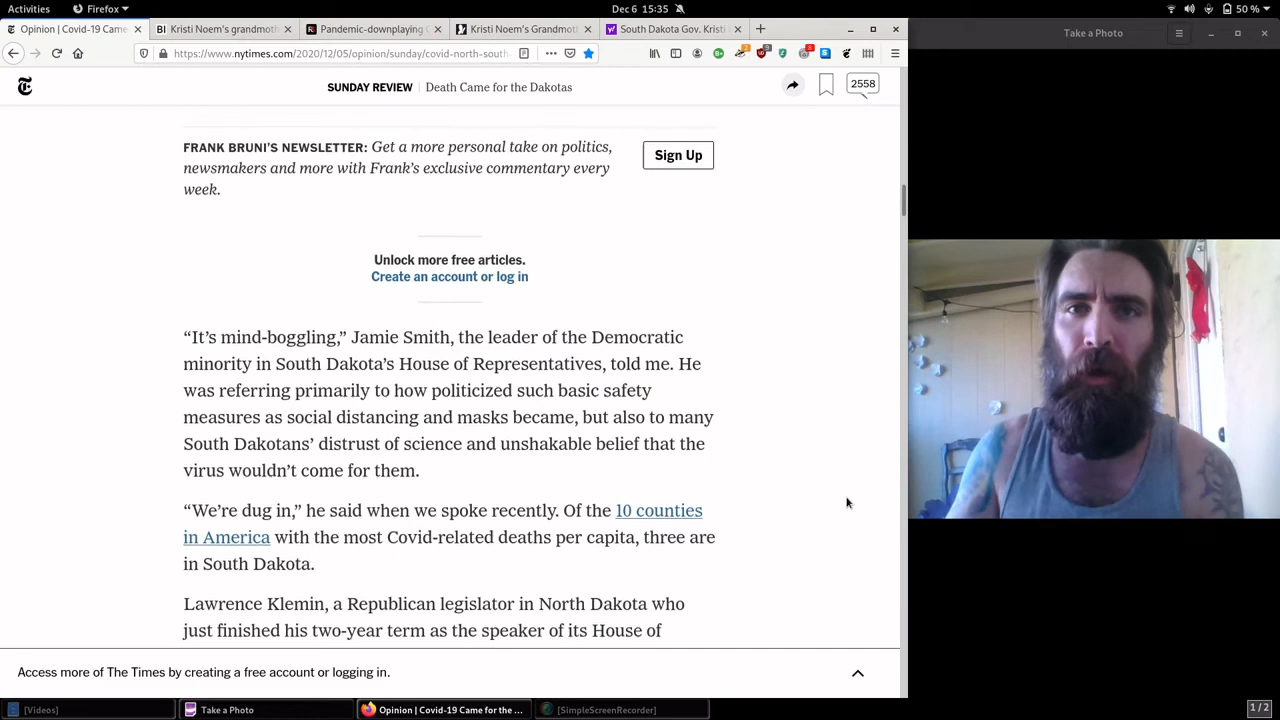 Activities
Firefox
Dec 6 15:35
50 %
Opinion | Covid-19 Came
Kristi Noem's grandmoth
Pandemic-downplaying C
Kristi Noem's Grandmot
South Dakota Gov. Kristi
https://www.nytimes.com/2020/12/05/opinion/sunday/covid-north-south-
Take a Photo
SUNDAY REVIEW | Death Came for the Dakotas
2558
FRANK BRUNI'S NEWSLETTER: Get a more personal take on politics,
newsmakers and more with Frank's exclusive commentary every
week.
Sign Up
Unlock more free articles.
Create an account or log in
“It's mind-boggling,” Jamie Smith, the leader of the Democratic
minority in South Dakota's House of Representatives, told me. He
was referring primarily to how politicized such basic safety
measures as social distancing and masks became, but also to many
South Dakotans' distrust of science and unshakable belief that the
virus wouldn't come for them.
“We're dug in,” he said when we spoke recently. Of the 10 counties
in America with the most Covid-related deaths per capita, three are
in South Dakota.
Lawrence Klemin, a Republican legislator in North Dakota who
just finished his two-year term as the speaker of its House of
Access more of The Times by creating a free account or logging in.
[Videos]
Take a Photo
Opinion | Covid-19 Came for the ...
[SimpleScreenRecorder]
1 / 2